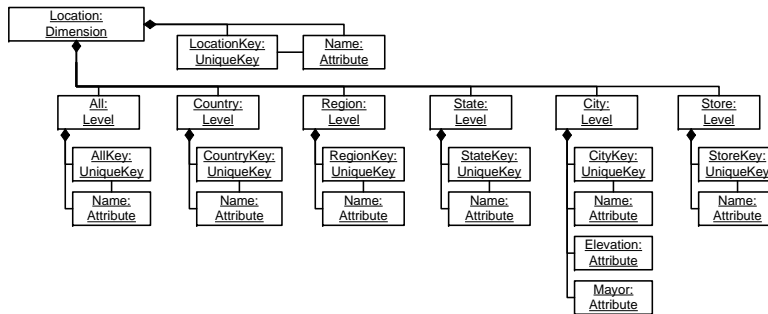 Location:
Dimension
LocationKey:
UniqueKey
Name:
Attribute
All:
Level
Country:
Level
Region:
Level
State:
Level
City:
Level
Store:
Level
AllKey:
UniqueKey
CountryKey:
UniqueKey
RegionKey:
UniqueKey
StateKey:
UniqueKey
CityKey:
UniqueKey
StoreKey:
UniqueKey
Name:
Attribute
Name:
Attribute
Name:
Attribute
Name:
Attribute
Name:
Attribute
Name:
Attribute
Elevation:
Attribute
Mayor:
Attribute